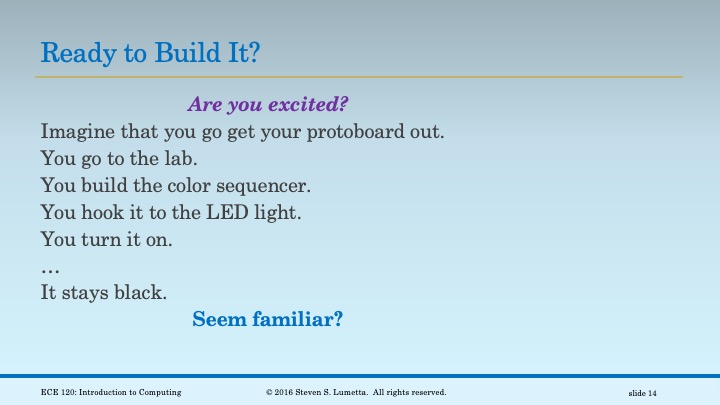 Ready to Build It?
Are you excited?
Imagine that you go get your protoboard out.
You go to the lab.
You build the color sequencer.
You hook it to the LED light.
You turn it on.
…
It stays black.
Seem familiar?
ECE 120: Introduction to Computing © 2016 Steven S. Lumetta. All rights reserved. slide 14